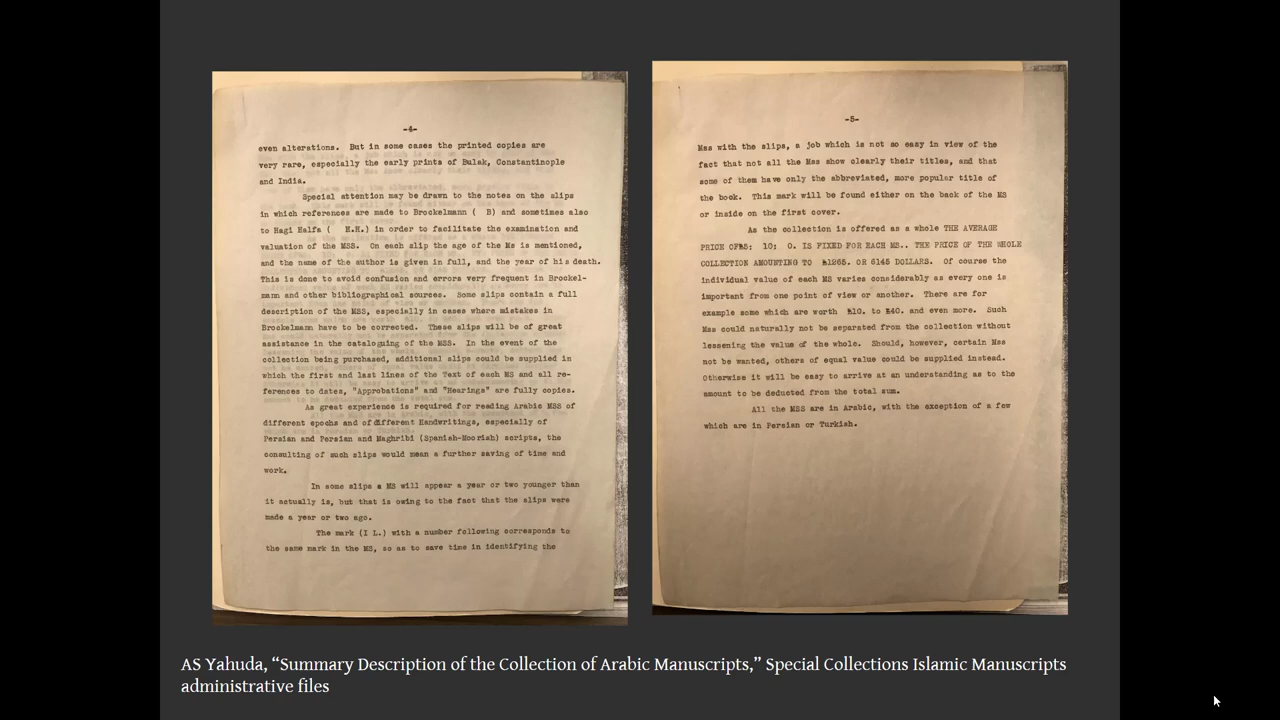 -4-
even alterations. But in some cases the printed copies are
very rare, especially the early prints of Bulak, Constantinople
and India.
Special attention may be drawn to the notes on the slips
in which references are made to Brockelmann ( B) and sometimes also
to Hagi Halfa ( H.H.) in order to facilitate the examination and
valuation of the MSS. On each slip the age of the Ms is mentioned,
and the name of the author is given in full, and the year of his death.
This is done to avoid confusion and errors very frequent in Brockel-
mann and other bibliographical sources. Some slips contain a full
description of the MSS, especially in cases where mistakes in
Brockelmann have to be corrected. These slips will be of great
assistance in the cataloguing of the MSS. In the event of the
collection being purchased, additional slips could be supplied in
which the first and last lines of the Text of each MS and all re-
ferences to dates, "Approbations" and "Hearings" are fully copies.
As great experience is required for reading Arabic MSS of
different epochs and of different Handwritings, especially of
Persian and Persian and Maghribi (Spanish-Moorish) scripts, the
consulting of such slips would mean a further saving of time and
work.
In some slips a MS will appear a year or two younger than
it actually is, but that is owing to the fact that the slips were
made a year or two ago.
The mark (I L.) with a number following corresponds to
the same mark in the MS, so as to save time in identifying the
-5-
Mss with the slips, a job which is not so easy in view of the
fact that not all the Mss show clearly their titles, and that
some of them have only the abbreviated, more popular title of
the book. This mark will be found either on the back of the MS
or inside on the first cover.
As the collection is offered as a whole THE AVERAGE
PRICE OF 10: 0. IS FIXED FOR EACH MS.. THE PRICE OF THE WHOLE
COLLECTION AMOUNTING TO £1265. OR 6145 DOLLARS. Of course the
individual value of each MS varies considerably as every one is
important from one point of view or another. There are for
example some which are worth £10. to £40. and even more. Such
Mss could naturally not be separated from the collection without
lessening the value of the whole. Should, however, certain Mss
not be wanted, others of equal value could be supplied instead.
Otherwise it will be easy to arrive at an understanding as to the
amount to be deducted from the total sum.
All the MSS are in Arabic, with the exception of a few
which are in Persian or Turkish.
AS Yahuda, “Summary Description of the Collection of Arabic Manuscripts,” Special Collections Islamic Manuscripts
administrative files